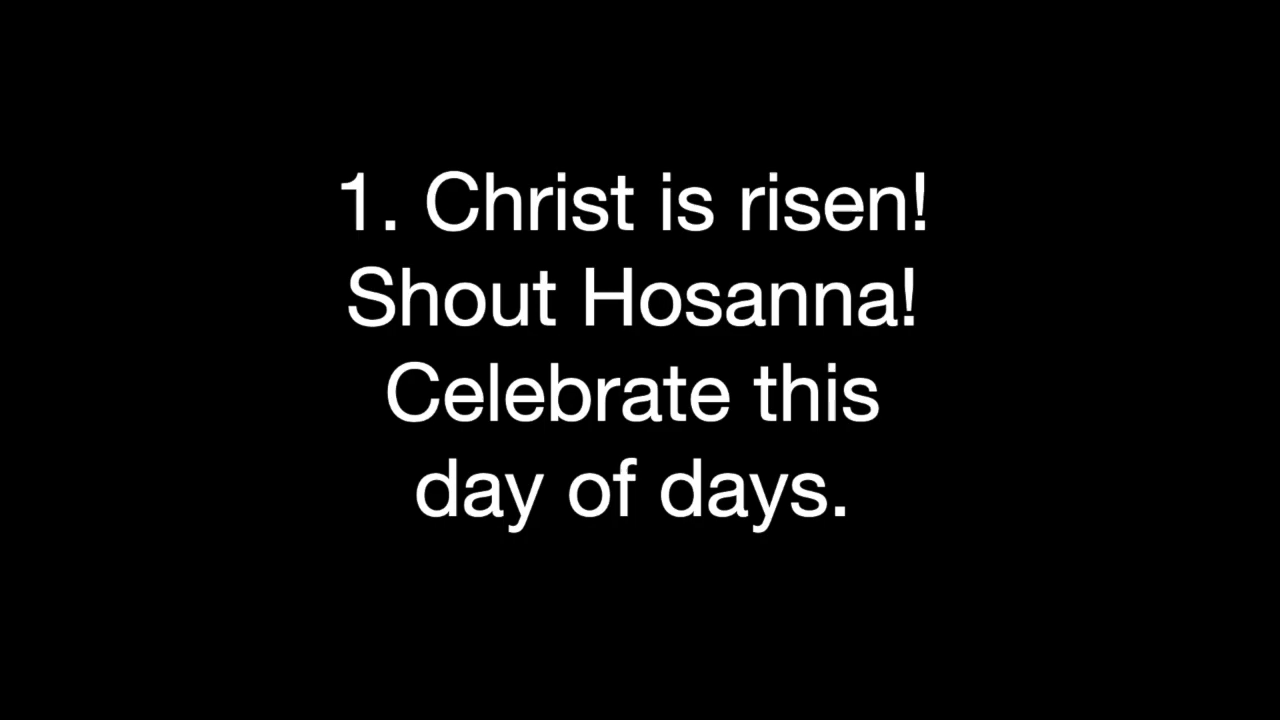 1. Christ is risen!
Shout Hosanna!
Celebrate this
day of days.